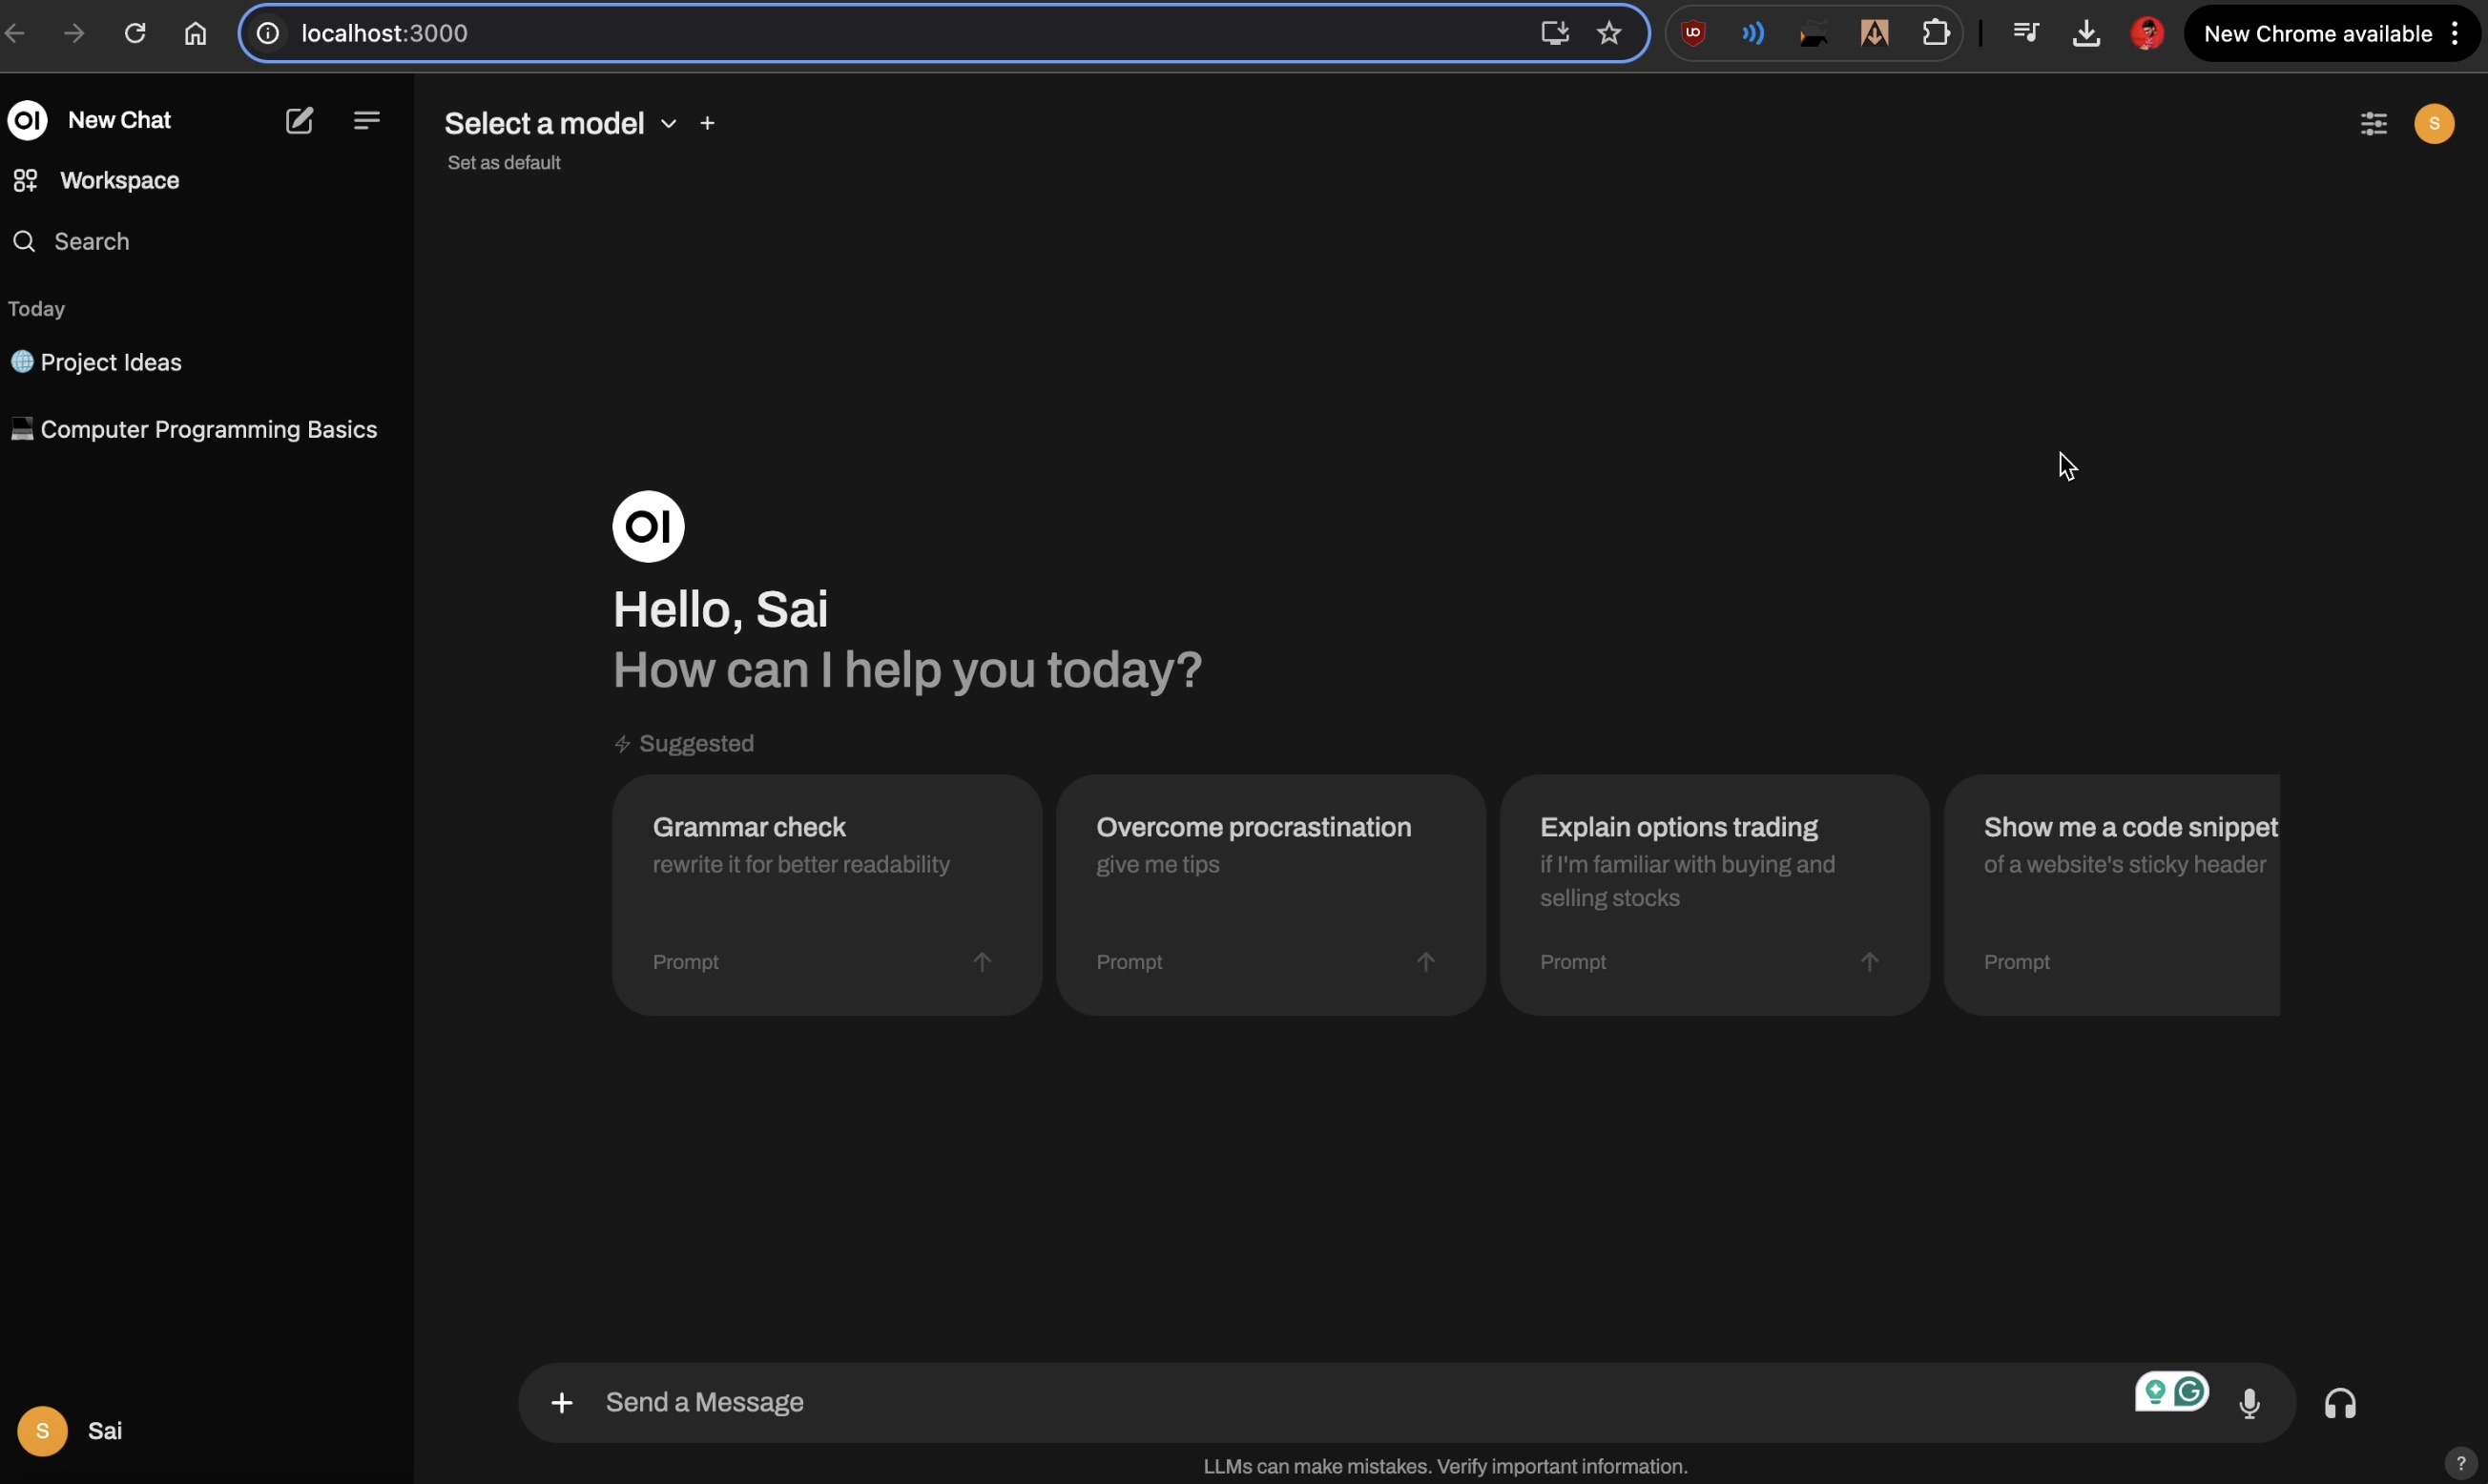 localhost:3000
New Chrome available
OI New Chat
Workspace
Search
Today
Project Ideas
Computer Programming Basics
Select a model
Set as default
S
OI
Hello, Sai
How can I help you today?
Suggested
Grammar check
rewrite it for better readability
Prompt
Overcome procrastination
give me tips
Prompt
Explain options trading
if I'm familiar with buying and
selling stocks
Prompt
Show me a code snippet
of a website's sticky header
Prompt
Send a Message
S Sai
LLMs can make mistakes. Verify important information.
?